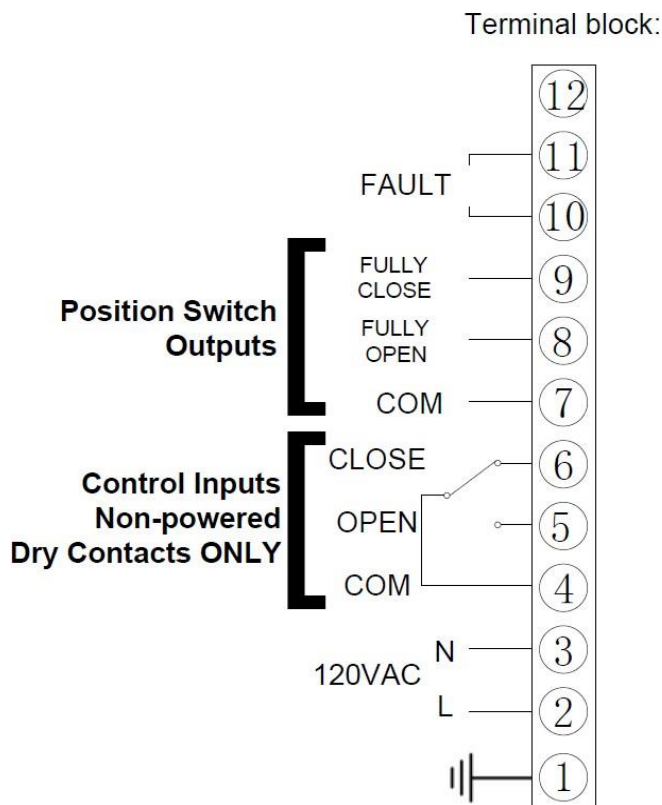 Terminal block:
12
11
FAULT
10
Position Switch
Outputs
FULLY
CLOSE
9
FULLY
OPEN
8
COM
7
Control Inputs
Non-powered
Dry Contacts ONLY
CLOSE
6
OPEN
5
COM
4
120VAC
N
3
L
2
1